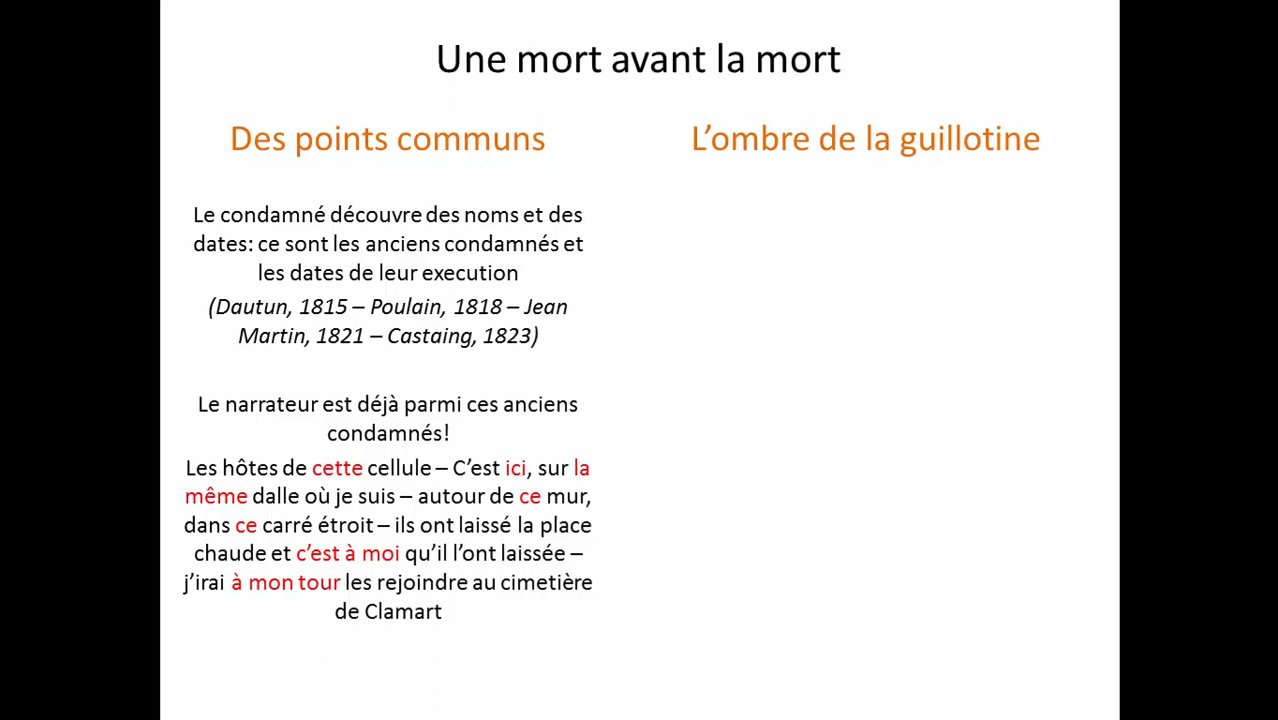 Une mort avant la mort
Des points communs
L’ombre de la guillotine
Le condamné découvre des noms et des
dates: ce sont les anciens condamnés et
les dates de leur execution
(Dautun, 1815 – Poulain, 1818 – Jean
Martin, 1821 – Castaing, 1823)
Le narrateur est déjà parmi ces anciens
condamnés!
Les hôtes de cette cellule – C’est ici, sur la
même dalle où je suis – autour de ce mur,
dans ce carré étroit – ils ont laissé la place
chaude et c’est à moi qu’il l’ont laissée –
j’irai à mon tour les rejoindre au cimetière
de Clamart